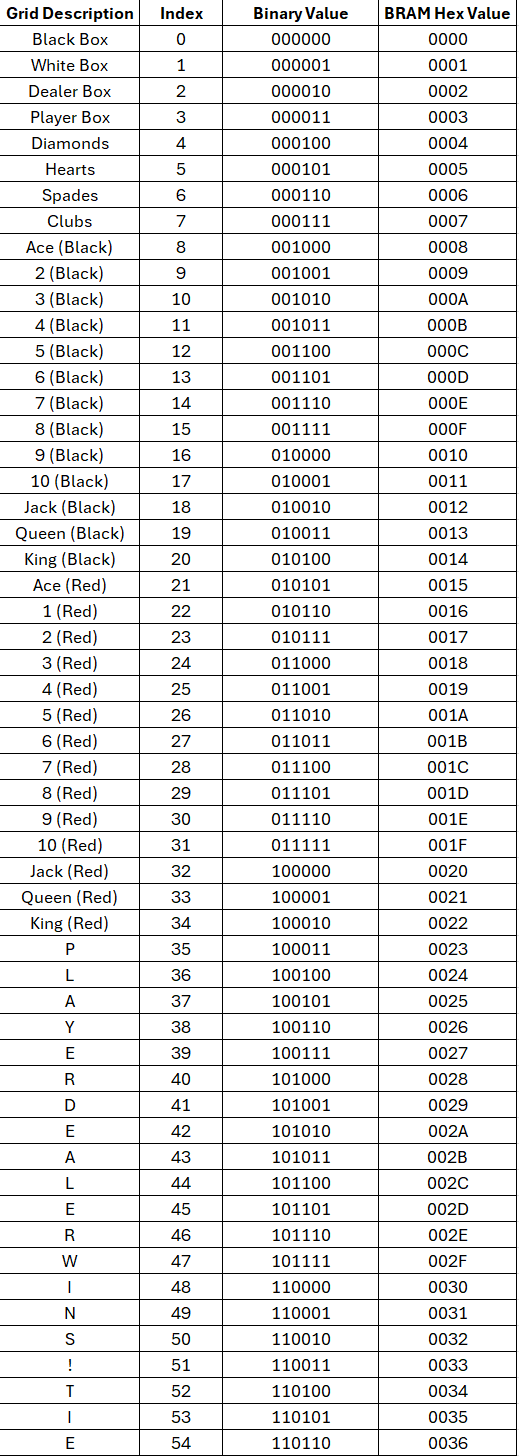 Grid Description Index Binary Value BRAM Hex Value
Black Box 0 000000 0000
White Box 1 000001 0001
Dealer Box 2 000010 0002
Player Box 3 000011 0003
Diamonds 4 000100 0004
Hearts 5 000101 0005
Spades 6 000110 0006
Clubs 7 000111 0007
Ace (Black) 8 001000 0008
2 (Black) 9 001001 0009
3 (Black) 10 001010 000A
4 (Black) 11 001011 000B
5 (Black) 12 001100 000C
6 (Black) 13 001101 000D
7 (Black) 14 001110 000E
8 (Black) 15 001111 000F
9 (Black) 16 010000 0010
10 (Black) 17 010001 0011
Jack (Black) 18 010010 0012
Queen (Black) 19 010011 0013
King (Black) 20 010100 0014
Ace (Red) 21 010101 0015
1 (Red) 22 010110 0016
2 (Red) 23 010111 0017
3 (Red) 24 011000 0018
4 (Red) 25 011001 0019
5 (Red) 26 011010 001A
6 (Red) 27 011011 001B
7 (Red) 28 011100 001C
8 (Red) 29 011101 001D
9 (Red) 30 011110 001E
10 (Red) 31 011111 001F
Jack (Red) 32 100000 0020
Queen (Red) 33 100001 0021
King (Red) 34 100010 0022
P 35 100011 0023
L 36 100100 0024
A 37 100101 0025
Y 38 100110 0026
E 39 100111 0027
R 40 101000 0028
D 41 101001 0029
E 42 101010 002A
A 43 101011 002B
L 44 101100 002C
E 45 101101 002D
R 46 101110 002E
W 47 101111 002F
I 48 110000 0030
N 49 110001 0031
S 50 110010 0032
! 51 110011 0033
T 52 110100 0034
I 53 110101 0035
E 54 110110 0036